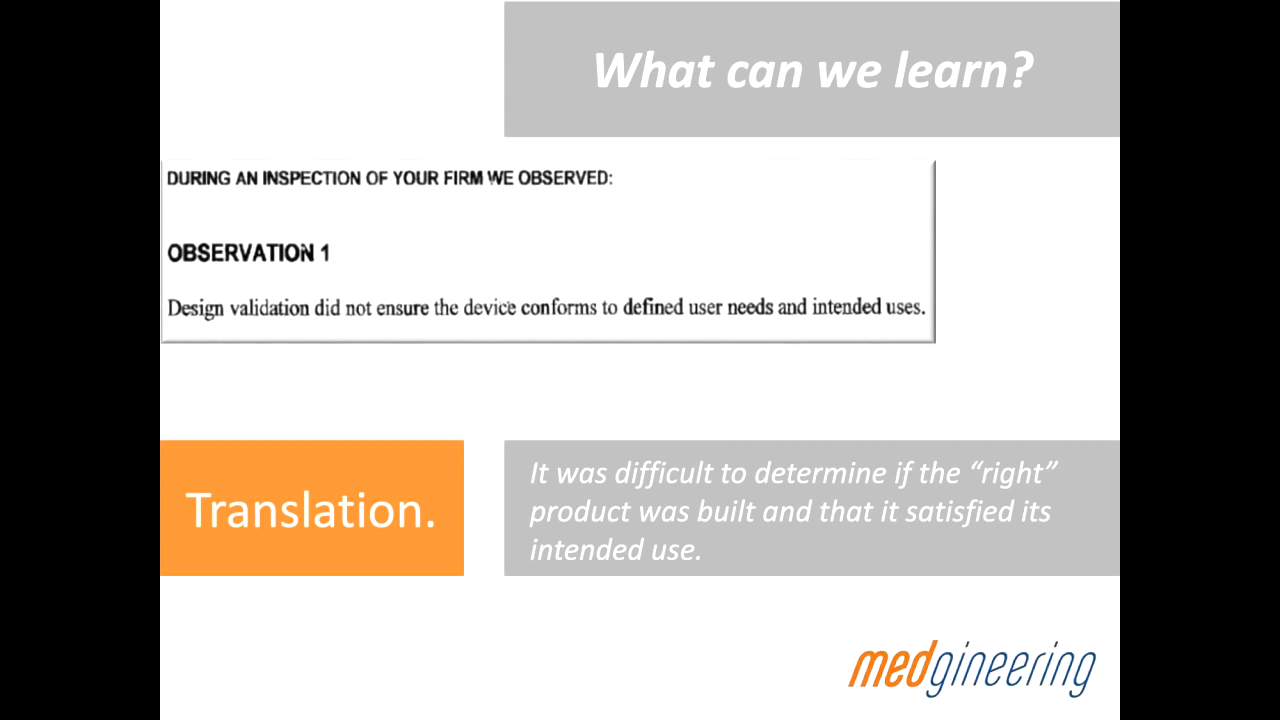 What can we learn?
DURING AN INSPECTION OF YOUR FIRM WE OBSERVED:
OBSERVATION 1
Design validation did not ensure the device conforms to defined user needs and intended uses.
Translation.
It was difficult to determine if the “right”
product was built and that it satisfied its
intended use.
medgineering